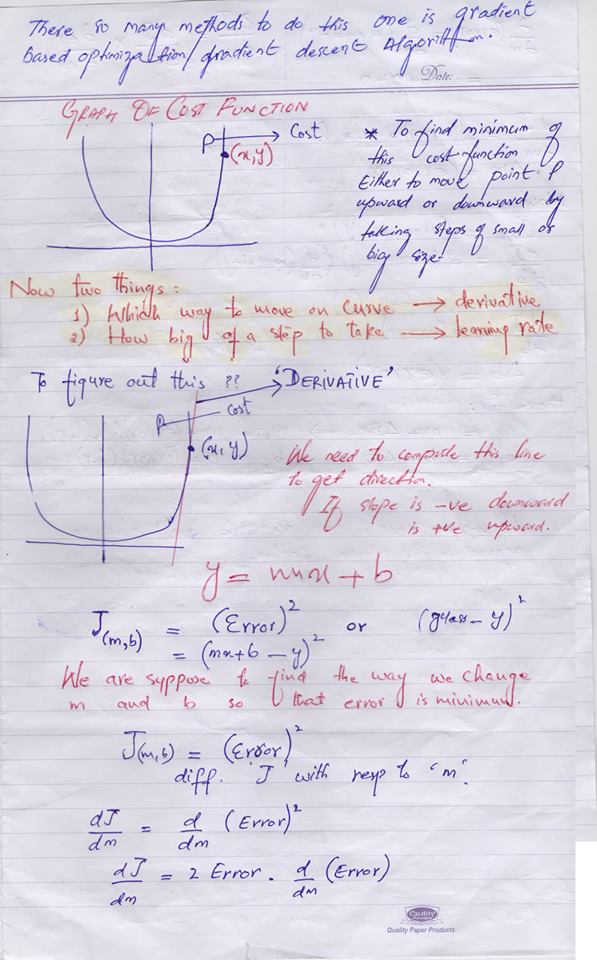 There so many methods to do this one is gradient
based optimization/gradient descent Algorithm.
Date:
GRAPH OF COST FUNCTION
P → Cost
(x,y)
* To find minimum of
this cost function
Either to move point P
upward or downward by
taking steps of small or
big size.
Now two things:
1) Which way to move on curve → derivative
2) How big of a step to take → learning rate
To figure out this ?? → 'DERIVATIVE'
P cost
(x,y)
We need to compute this line
to get direction.
If slope is -ve downward
is +ve upward.
y = mx + b
J(m,b) = (Error)² or (guess - y)²
= (mx+b - y)²
We are suppose to find the way we change
m and b so that error is minimum.
J(m,b) = (Error)²
diff. 'J' with resp to 'm'.
dJ/dm = d/dm (Error)²
dJ/dm = 2 Error . d/dm (Error)
Quality
Quality Paper Products